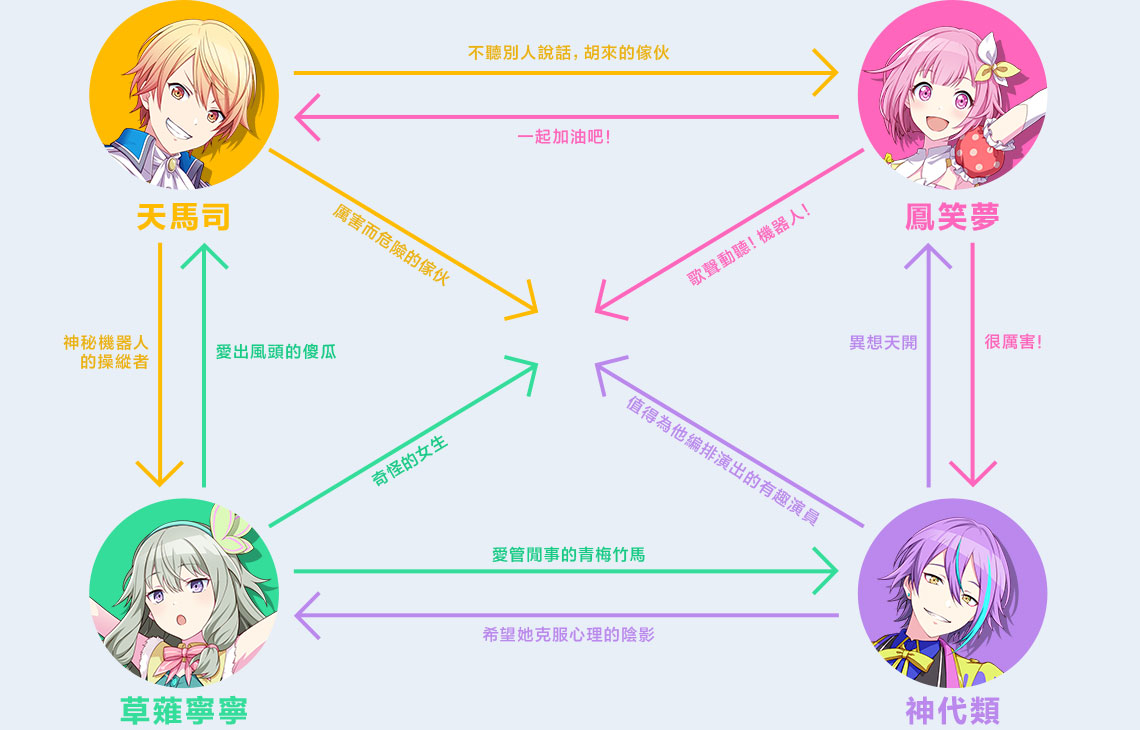 不聽別人說話，胡來的傢伙
一起加油吧！
天馬司
鳳笑夢
厲害而危險的傢伙
歌聲動聽！機器人！
神秘機器人
的操縱者
愛出風頭的傻瓜
異想天開
很厲害！
奇怪的女生
值得為他編排演出的有趣演員
愛管閒事的青梅竹馬
希望她克服心理的陰影
草薙寧寧
神代類